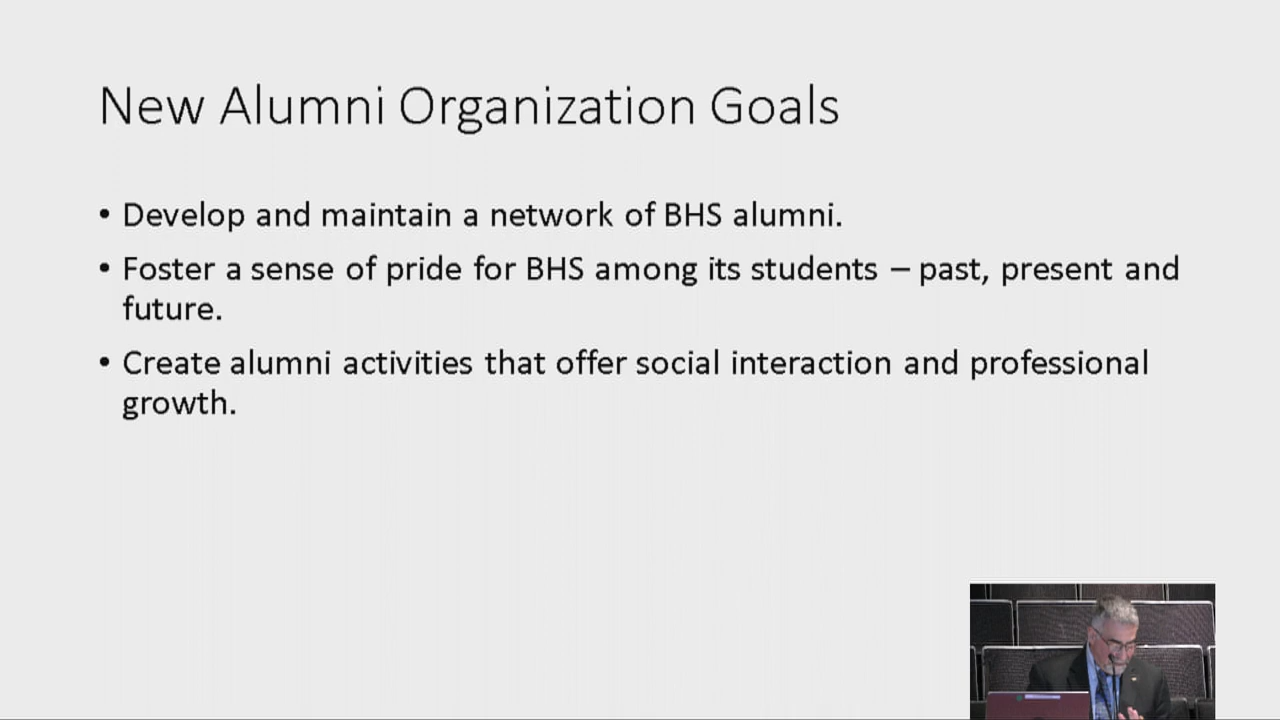 New Alumni Organization Goals
• Develop and maintain a network of BHS alumni.
• Foster a sense of pride for BHS among its students – past, present and
future.
• Create alumni activities that offer social interaction and professional
growth.